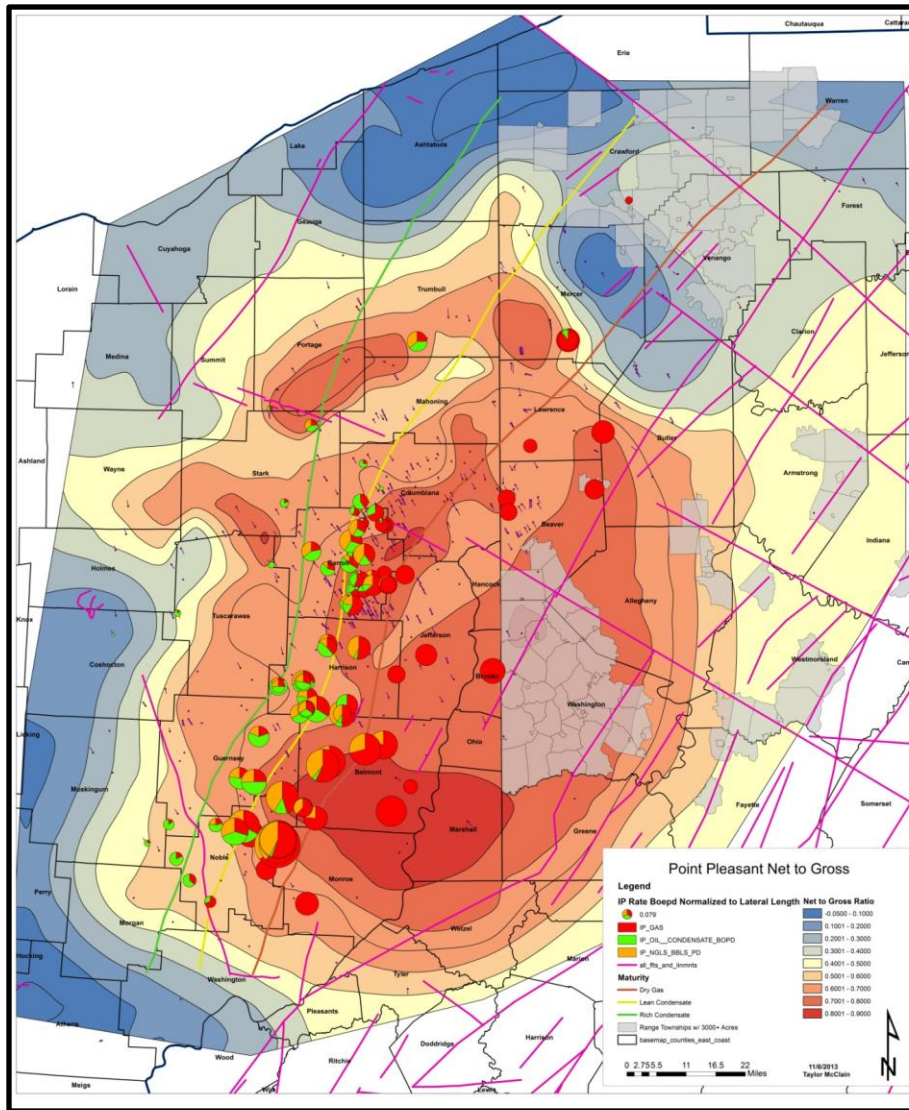 Chautauqua
Erie
Warren
Lake
Ashtabula
Crawford
Geauga
Forest
Cuyahoga
Venango
Lorain
Trumbull
Mercer
Clarion
Portage
Jefferson
Medina
Summit
Mahoning
Lawrence
Butler
Ashland
Wayne
Stark
Armstrong
Columbiana
Beaver
Indiana
Holmes
Hancock
Knox
Allegheny
Tuscarawas
Jefferson
Coshocton
Westmorsland
Harrison
Brooke
Washington
Licking
Ohio
Guernsey
Belmont
Moskingum
Fayette
Somerset
Marshall
Greene
Noble
Monroe
Perry
Morgan
Wetzel
Hocking
Marion
Washington
Tyler
Pleasants
Athens
Wood
Doddridge
Harrison
Ritchie
Meigs
Lewis
Point Pleasant Net to Gross
Legend
IP Rate Boepd Normalized to Lateral Length
0.079
IP_GAS
IP_OIL__CONDENSATE_BOPD
IP_NGLS_BBLS_PD
all_flts_and_linmnts
Maturity
Dry Gas
Lean Condensate
Rich Condensate
Range Townships w/ 3000+ Acres
basemap_counties_east_coast
Net to Gross Ratio
-0.0500 - 0.1000
0.1001 - 0.2000
0.2001 - 0.3000
0.3001 - 0.4000
0.4001 - 0.5000
0.5001 - 0.6000
0.6001 - 0.7000
0.7001 - 0.8000
0.8001 - 0.9000
0 2.75 5.5 11 16.5 22
Miles
11/6/2013
Taylor McClain
N